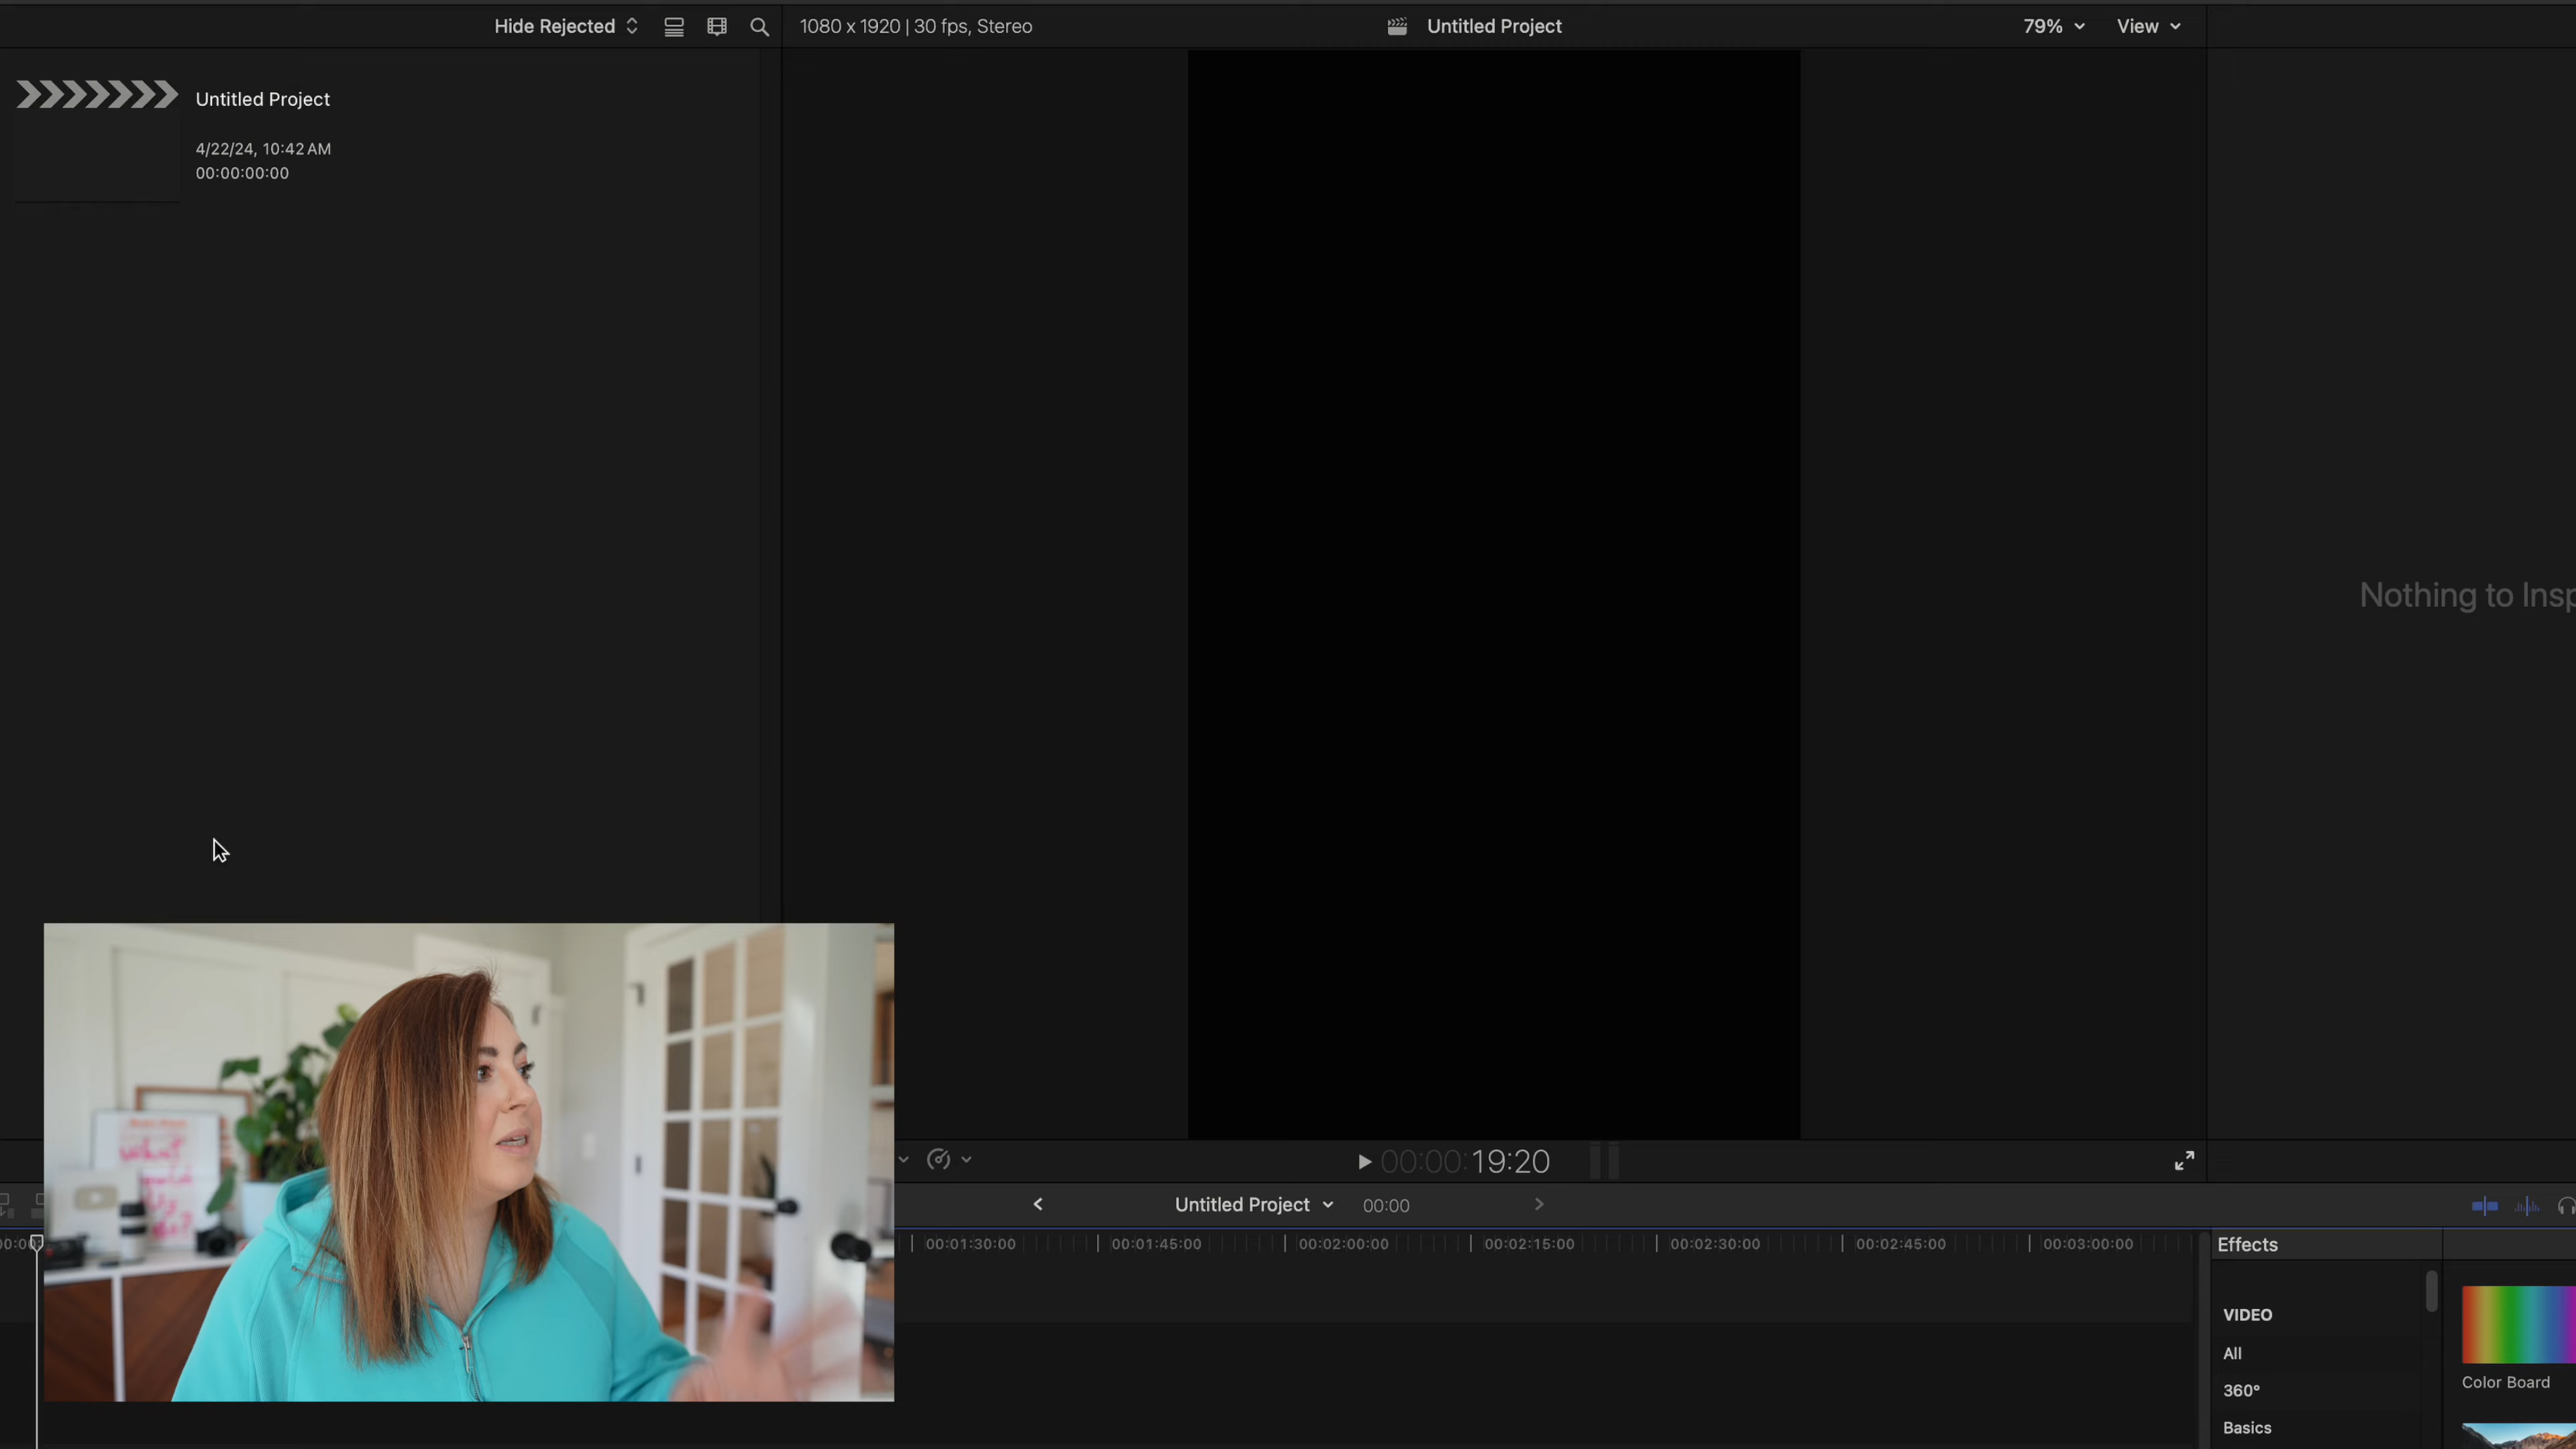 Hide Rejected
1080 x 1920 | 30 fps, Stereo
Untitled Project
79%
View
Untitled Project
4/22/24, 10:42 AM
00:00:00:00
Nothing to Insp
00:00:19:20
Untitled Project
00:00
00:00:
00:01:30:00
00:01:45:00
00:02:00:00
00:02:15:00
00:02:30:00
00:02:45:00
00:03:00:00
Effects
VIDEO
All
360°
Basics
Color Board